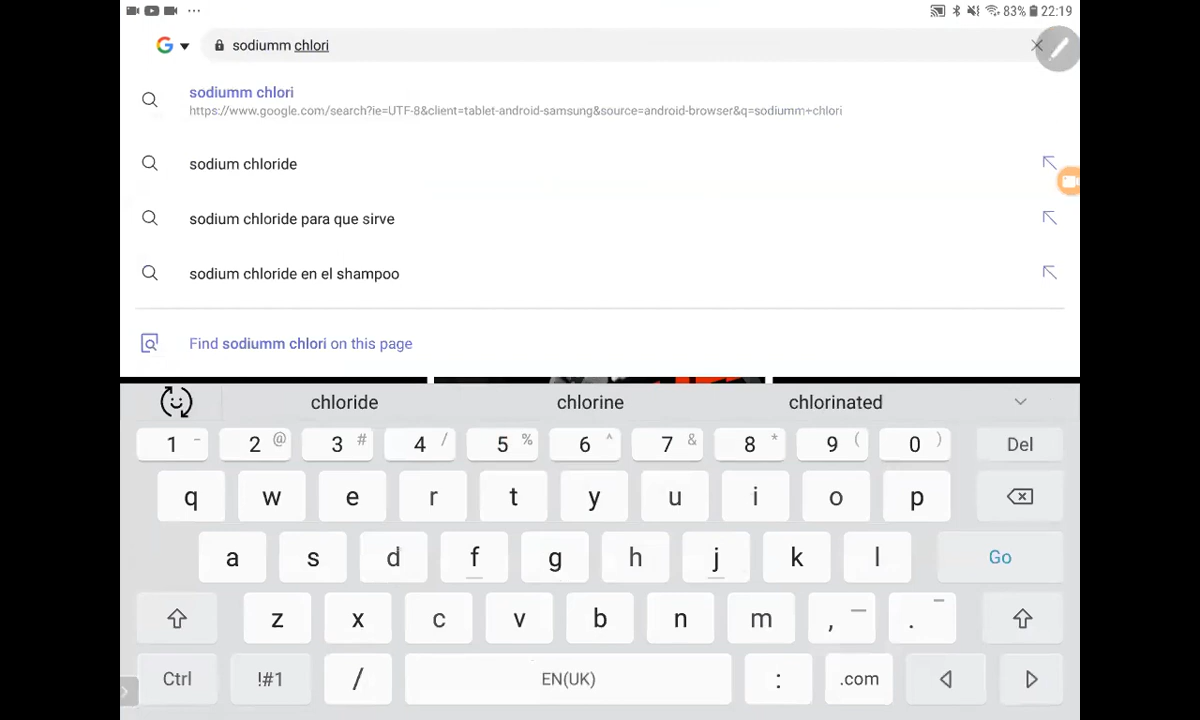 83% 22:19
sodiumm chlori
sodiumm chlori
https://www.google.com/search?ie=UTF-8&client=tablet-android-samsung&source=android-browser&q=sodiumm+chlori
sodium chloride
sodium chloride para que sirve
sodium chloride en el shampoo
Find sodiumm chlori on this page
chloride chlorine chlorinated
1 - 2 @ 3 # 4 / 5 % 6 ^ 7 & 8 * 9 ( 0 ) Del
q w e r t y u i o p
a s d f g h j k l Go
z x c v b n m , .
Ctrl !#1 / EN(UK) : .com